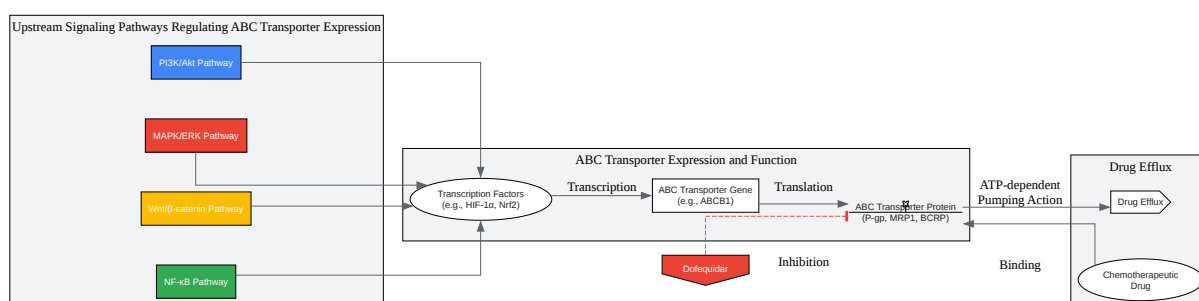 Upstream Signaling Pathways Regulating ABC Transporter Expression
PI3K/Akt Pathway
MAPK/ERK Pathway
Wnt/β-catenin Pathway
NF-κB Pathway
ABC Transporter Expression and Function
Transcription Factors
(e.g., HIF-1α, Nrf2)
Transcription
ABC Transporter Gene
(e.g., ABCB1)
Translation
ABC Transporter Protein
(P-gp, MRP1, BCRP)
Dofequidar
Inhibition
ATP-dependent
Pumping Action
Binding
Drug Efflux
Drug Efflux
Chemotherapeutic
Drug